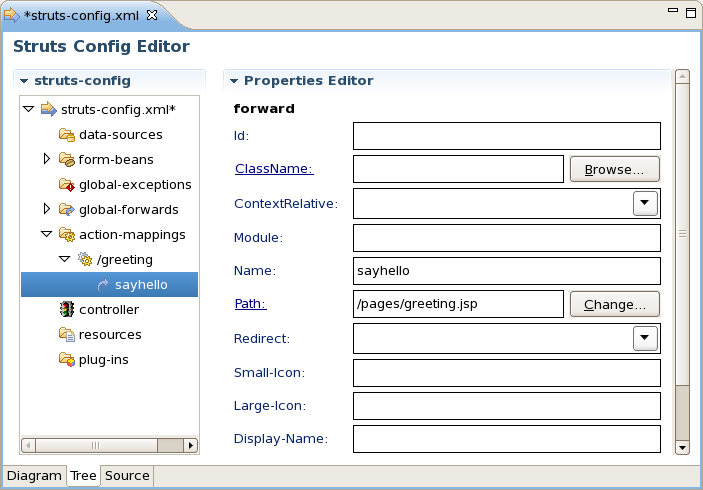 *struts-config.xml
Struts Config Editor
struts-config
struts-config.xml*
data-sources
form-beans
global-exceptions
global-forwards
action-mappings
/greeting
sayhello
controller
resources
plug-ins
Properties Editor
forward
Id:
ClassName: Browse...
ContextRelative:
Module:
Name: sayhello
Path: /pages/greeting.jsp Change...
Redirect:
Small-Icon:
Large-Icon:
Display-Name:
Diagram Tree Source